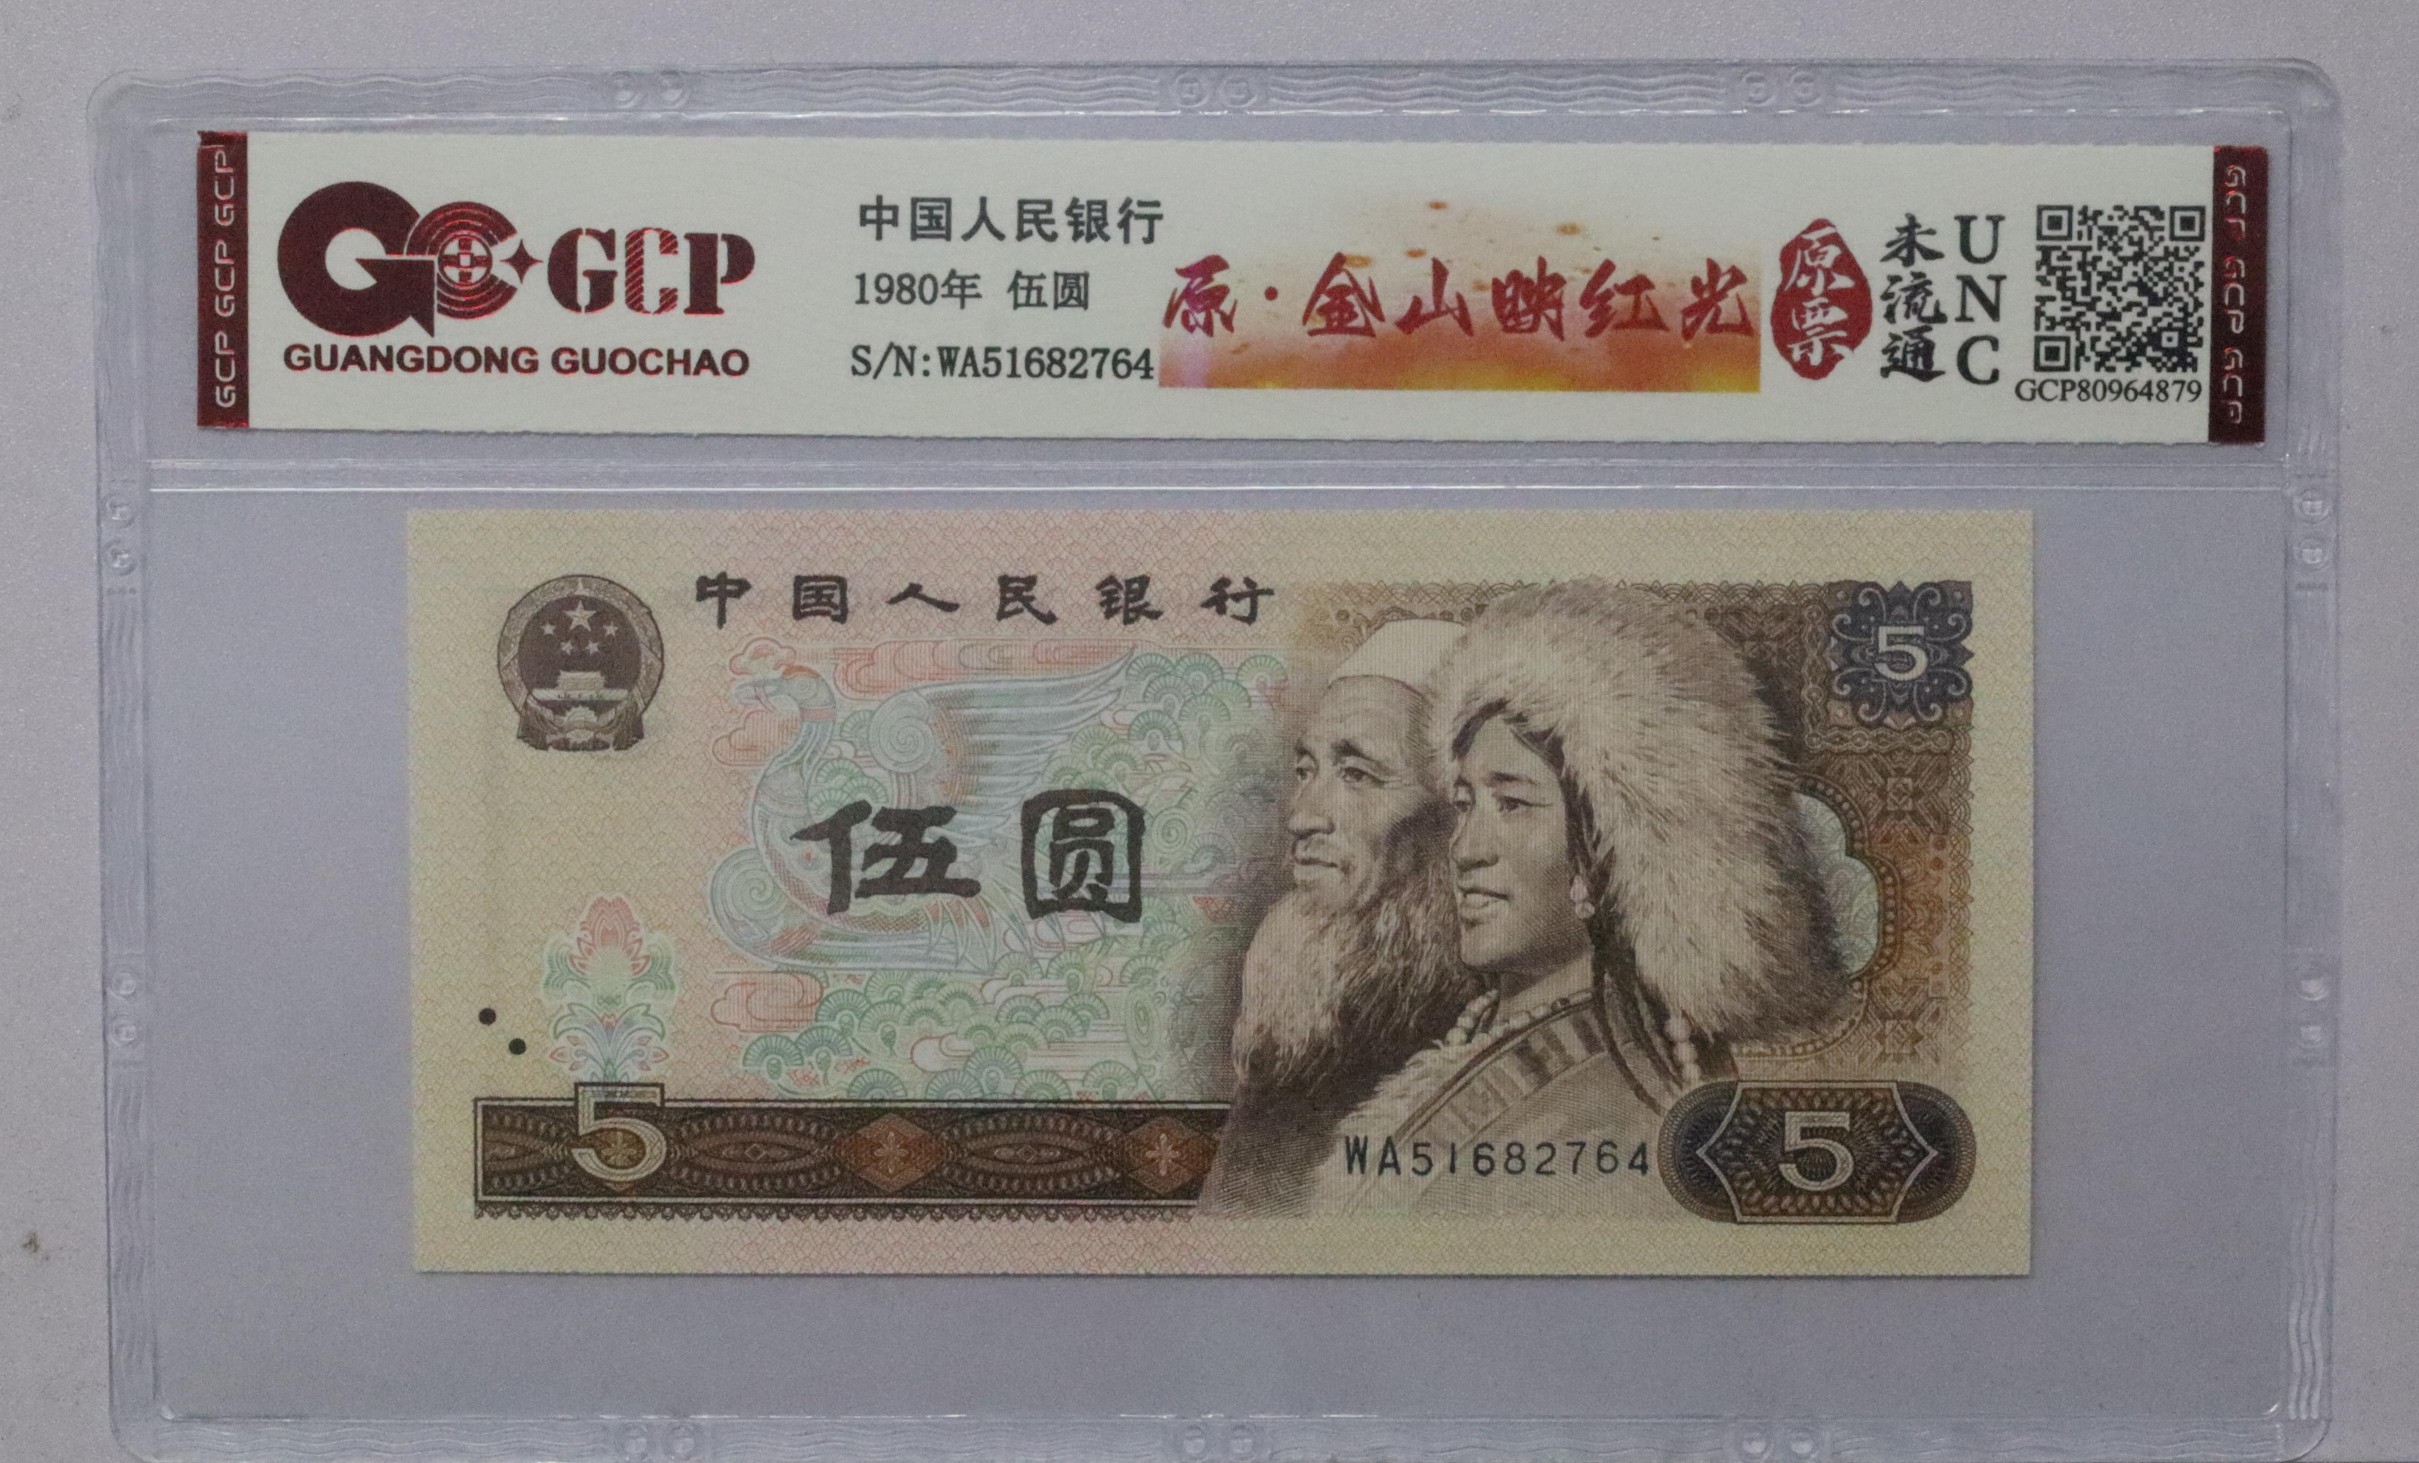 GCP GCP GCP
GCP
GUANGDONG GUOCHAO
中国人民银行
1980年 伍圆
S/N:WA51682764
原·金山映红光
原票
未流通
UNC
GCP80964879
GCP GCP GCP
中国人民银行
5
伍圆
5
WA51682764
5